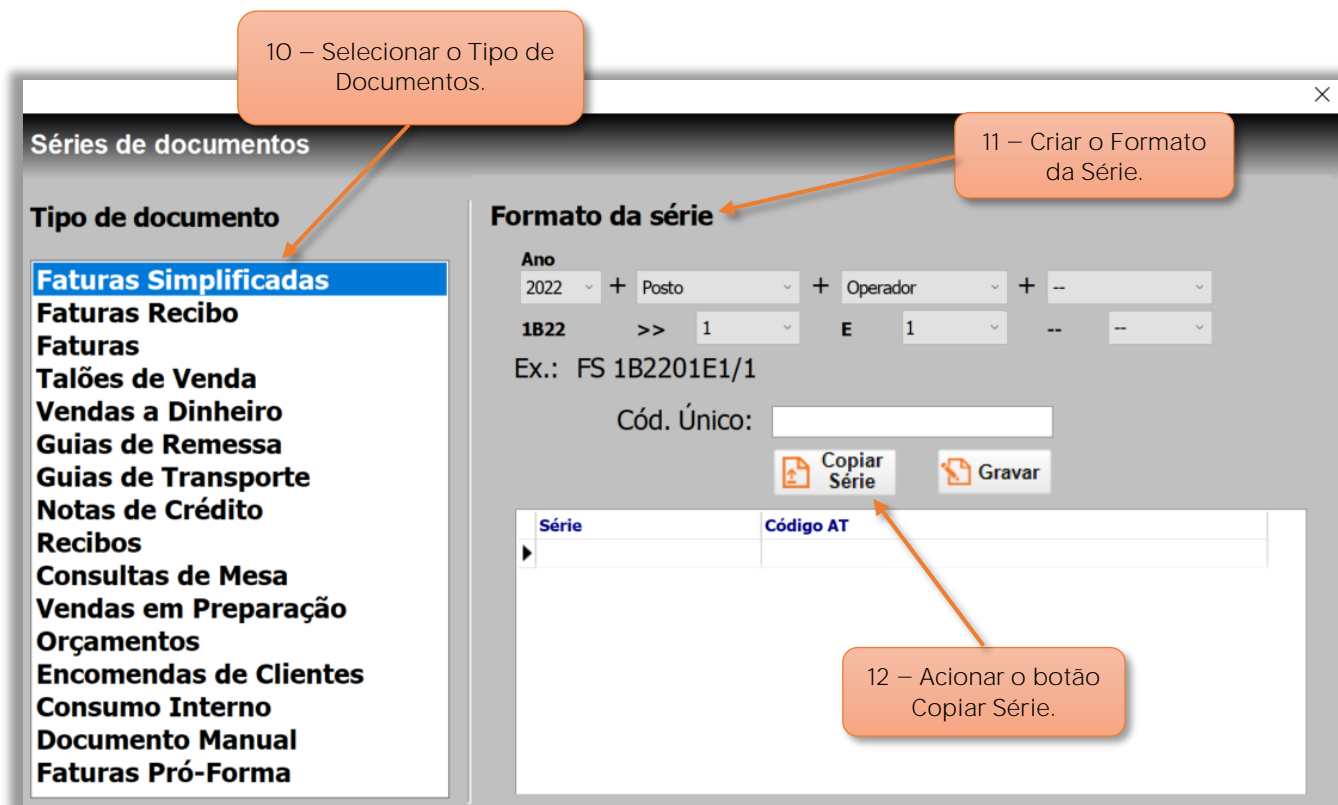 10 – Selecionar o Tipo de
Documentos.
Séries de documentos
11 – Criar o Formato
da Série.
Tipo de documento
Faturas Simplificadas
Faturas Recibo
Faturas
Talões de Venda
Vendas a Dinheiro
Guias de Remessa
Guias de Transporte
Notas de Crédito
Recibos
Consultas de Mesa
Vendas em Preparação
Orçamentos
Encomendas de Clientes
Consumo Interno
Documento Manual
Faturas Pró-Forma
Formato da série
Ano
2022 + Posto + Operador + --
1B22 >> 1 E 1 -- --
Ex.: FS 1B2201E1/1
Cód. Único:
Copiar
Série
Gravar
Série Código AT
12 – Acionar o botão
Copiar Série.